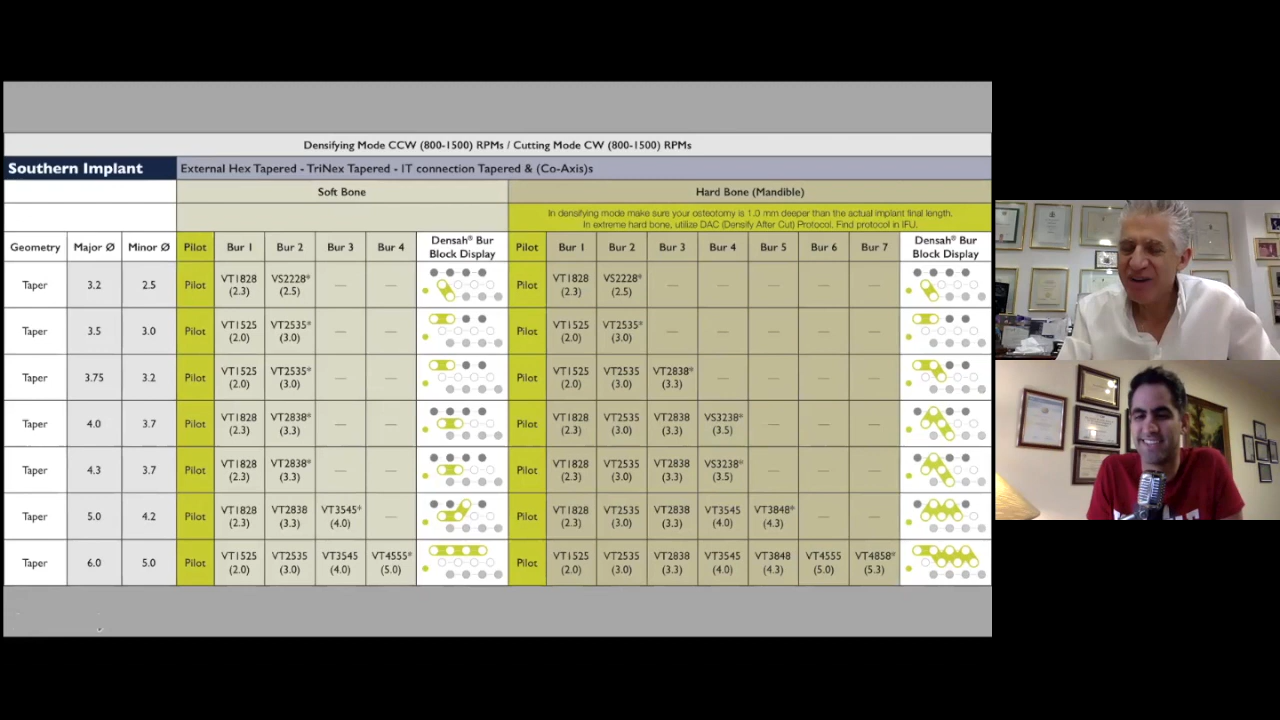 Densifying Mode CCW (800-1500) RPMs / Cutting Mode CW (800-1500) RPMs
Southern Implant External Hex Tapered - TriNex Tapered - IT connection Tapered & (Co-Axis)s
Soft Bone Hard Bone (Mandible)
In densifying mode make sure your osteotomy is 1.0 mm deeper than the actual implant final length.
In extreme hard bone, utilize DAC (Densify After Cut) Protocol. Find protocol in IFU.
Geometry Major Ø Minor Ø Pilot Bur 1 Bur 2 Bur 3 Bur 4 Densah® Bur Block Display Pilot Bur 1 Bur 2 Bur 3 Bur 4 Bur 5 Bur 6 Bur 7 Densah® Bur Block Display
Taper 3.2 2.5 Pilot VT1828 (2.3) VS2228* (2.5) — — Pilot VT1828 (2.3) VS2228* (2.5) — — — — —
Taper 3.5 3.0 Pilot VT1525 (2.0) VT2535* (3.0) — — Pilot VT1525 (2.0) VT2535* (3.0) — — — — —
Taper 3.75 3.2 Pilot VT1525 (2.0) VT2535* (3.0) — — Pilot VT1525 (2.0) VT2535 (3.0) VT2838* (3.3) — — — —
Taper 4.0 3.7 Pilot VT1828 (2.3) VT2838* (3.3) — — Pilot VT1828 (2.3) VT2535 (3.0) VT2838 (3.3) VS3238* (3.5) — — —
Taper 4.3 3.7 Pilot VT1828 (2.3) VT2838* (3.3) — — Pilot VT1828 (2.3) VT2535 (3.0) VT2838 (3.3) VS3238* (3.5) — — —
Taper 5.0 4.2 Pilot VT1828 (2.3) VT2838 (3.3) VT3545* (4.0) — Pilot VT1828 (2.3) VT2535 (3.0) VT2838 (3.3) VT3545 (4.0) VT3848* (4.3) — —
Taper 6.0 5.0 Pilot VT1525 (2.0) VT2535 (3.0) VT3545 (4.0) VT4555* (5.0) Pilot VT1525 (2.0) VT2535 (3.0) VT2838 (3.3) VT3545 (4.0) VT3848 (4.3) VT4555 (5.0) VT4858* (5.3)